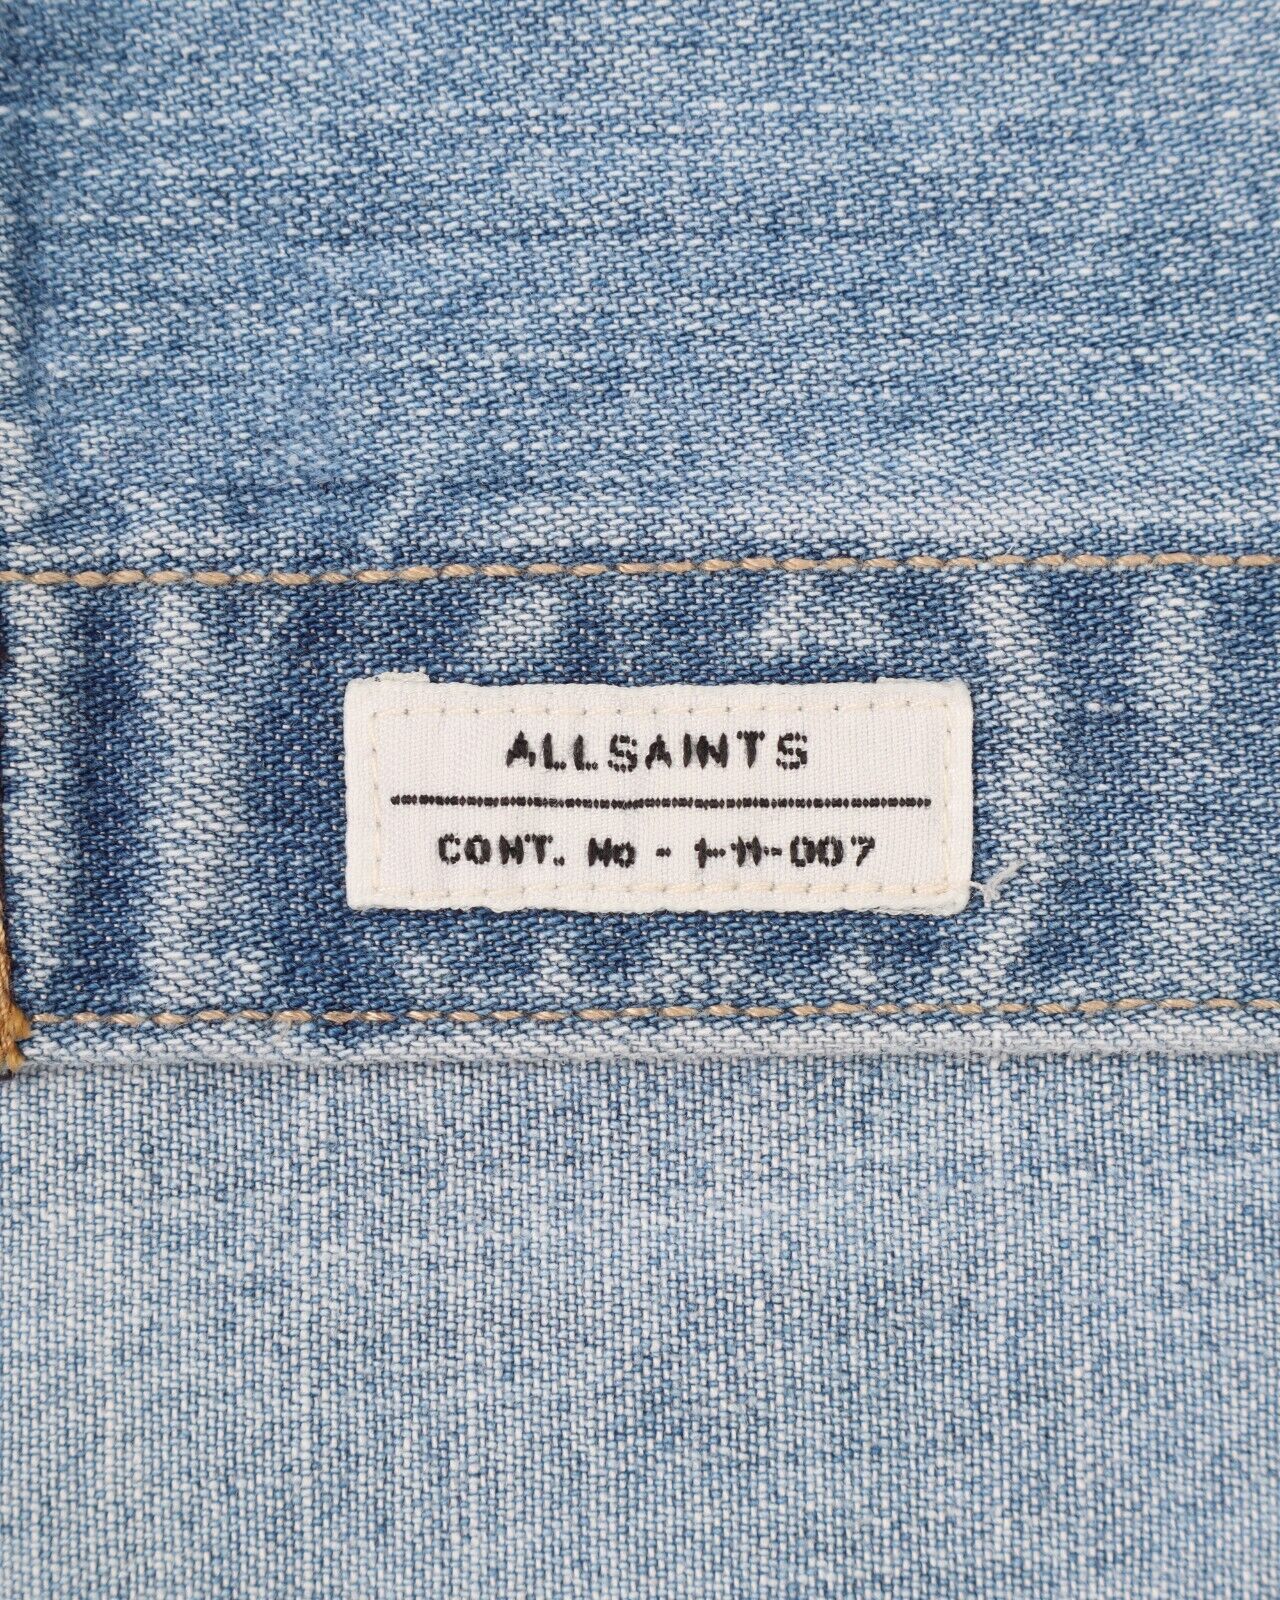 ALLSAINTS
CONT. No - 1-11-007